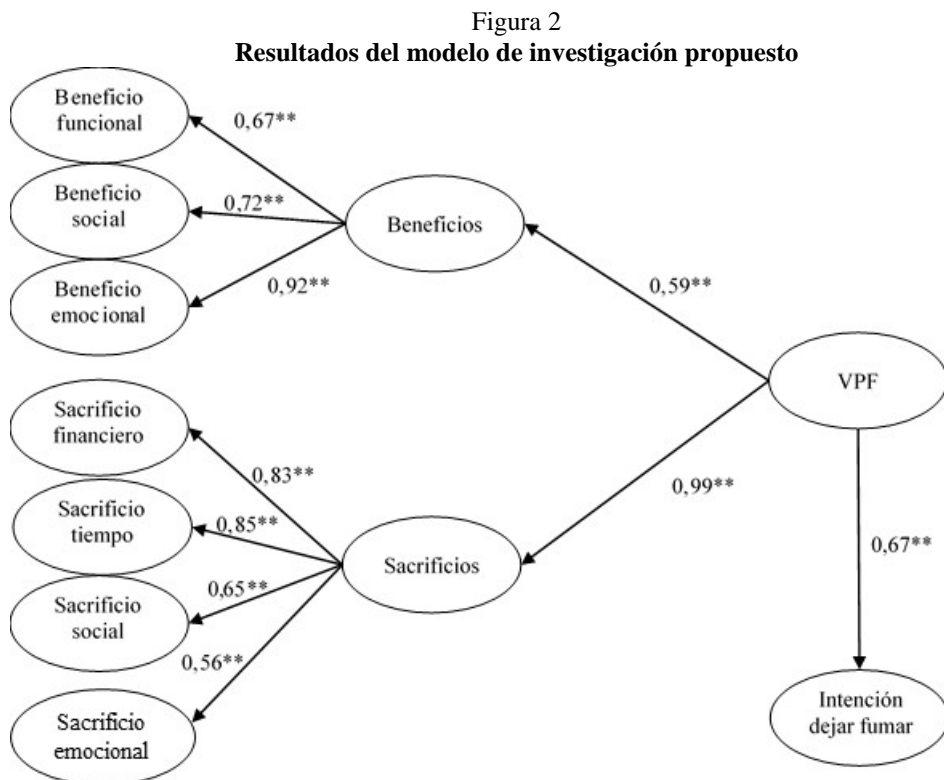 Figura 2
Resultados del modelo de investigación propuesto
Beneficio
funcional
0,67**
Beneficio
social
0,72**
Beneficios
Beneficio
emocional
0,92**
0,59**
VPF
Sacrificio
financiero
0,83**
0,99**
Sacrificio
tiempo
0,85**
Sacrificios
0,67**
Sacrificio
social
0,65**
0,56**
Sacrificio
emocional
Intención
dejar fumar